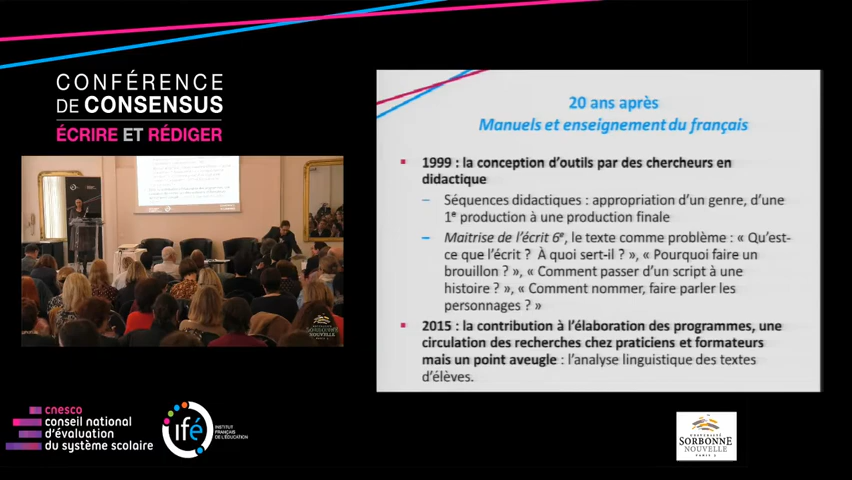 CONFÉRENCE
DE CONSENSUS
ÉCRIRE ET RÉDIGER
20 ans après
Manuels et enseignement du français
1999 : la conception d'outils par des chercheurs en
didactique
– Séquences didactiques : appropriation d'un genre, d'une
1e production à une production finale
– Maitrise de l'écrit 6e, le texte comme problème : « Qu'est-
ce que l'écrit ? À quoi sert-il ? », « Pourquoi faire un
brouillon ? », « Comment passer d'un script à une
histoire ? », « Comment nommer, faire parler les
personnages ? »
2015 : la contribution à l'élaboration des programmes, une
circulation des recherches chez praticiens et formateurs
mais un point aveugle : l'analyse linguistique des textes
d'élèves.
cnesco
conseil national
d'évaluation
du système scolaire
ifé
INSTITUT
FRANÇAIS
DE L'ÉDUCATION
UNIVERSITÉ
SORBONNE
NOUVELLE
PARIS 3
SORBONNE